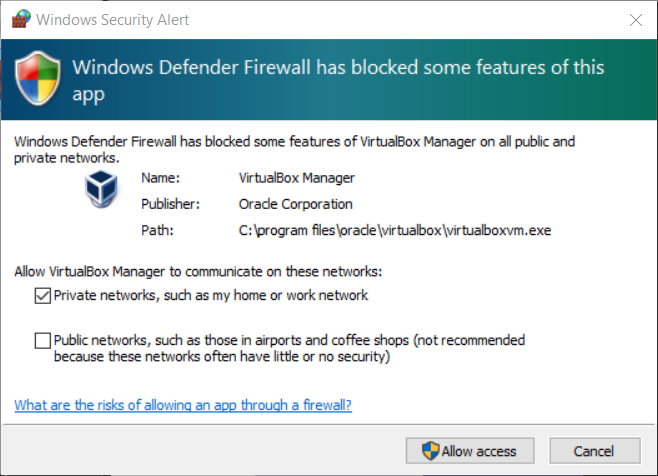 Windows Security Alert
Windows Defender Firewall has blocked some features of this
app
Windows Defender Firewall has blocked some features of VirtualBox Manager on all public and
private networks.
Name: VirtualBox Manager
Publisher: Oracle Corporation
Path: C:\program files\oracle\virtualbox\virtualboxvm.exe
Allow VirtualBox Manager to communicate on these networks:
Private networks, such as my home or work network
Public networks, such as those in airports and coffee shops (not recommended
because these networks often have little or no security)
What are the risks of allowing an app through a firewall?
Allow access Cancel